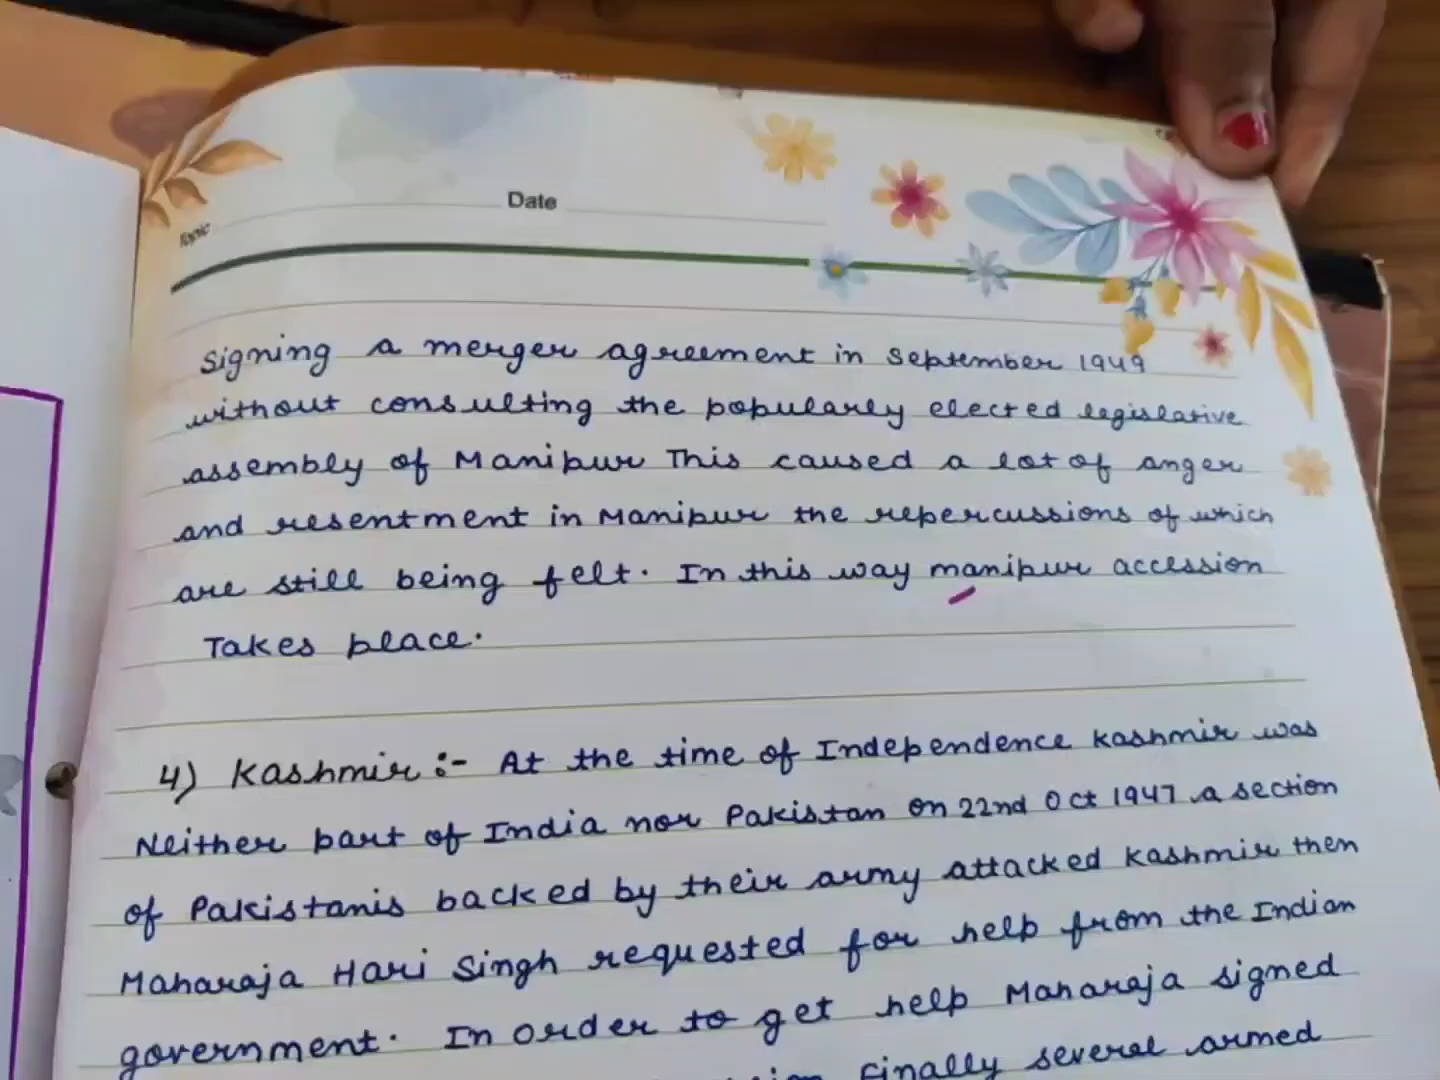 Date
Topic
Signing a merger agreement in September 1949
without consulting the popularly elected legislative
assembly of Manipur This caused a lot of anger
and resentment in Manipur the repercussions of which
are still being felt. In this way manipur accession
Takes place.
4) Kashmir :- At the time of Independence Kashmir was
Neither part of India nor Pakistan on 22nd Oct 1947 a section
of Pakistanis backed by their army attacked Kashmir then
Maharaja Hari Singh requested for help from the Indian
government. In order to get help Maharaja signed
Finally several armed